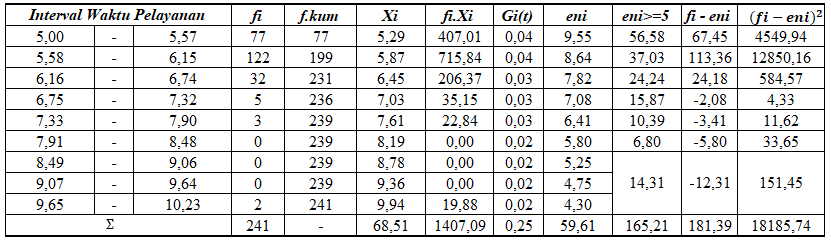 Interval Waktu Pelayanan fi f.kum Xi fi.Xi Gi(t) eni eni>=5 fi - eni (fi − eni)²
5,00 - 5,57 77 77 5,29 407,01 0,04 9,55 56,58 67,45 4549,94
5,58 - 6,15 122 199 5,87 715,84 0,04 8,64 37,03 113,36 12850,16
6,16 - 6,74 32 231 6,45 206,37 0,03 7,82 24,24 24,18 584,57
6,75 - 7,32 5 236 7,03 35,15 0,03 7,08 15,87 -2,08 4,33
7,33 - 7,90 3 239 7,61 22,84 0,03 6,41 10,39 -3,41 11,62
7,91 - 8,48 0 239 8,19 0,00 0,02 5,80 6,80 -5,80 33,65
8,49 - 9,06 0 239 8,78 0,00 0,02 5,25
9,07 - 9,64 0 239 9,36 0,00 0,02 4,75 14,31 -12,31 151,45
9,65 - 10,23 2 241 9,94 19,88 0,02 4,30
Σ 241 - 68,51 1407,09 0,25 59,61 165,21 181,39 18185,74